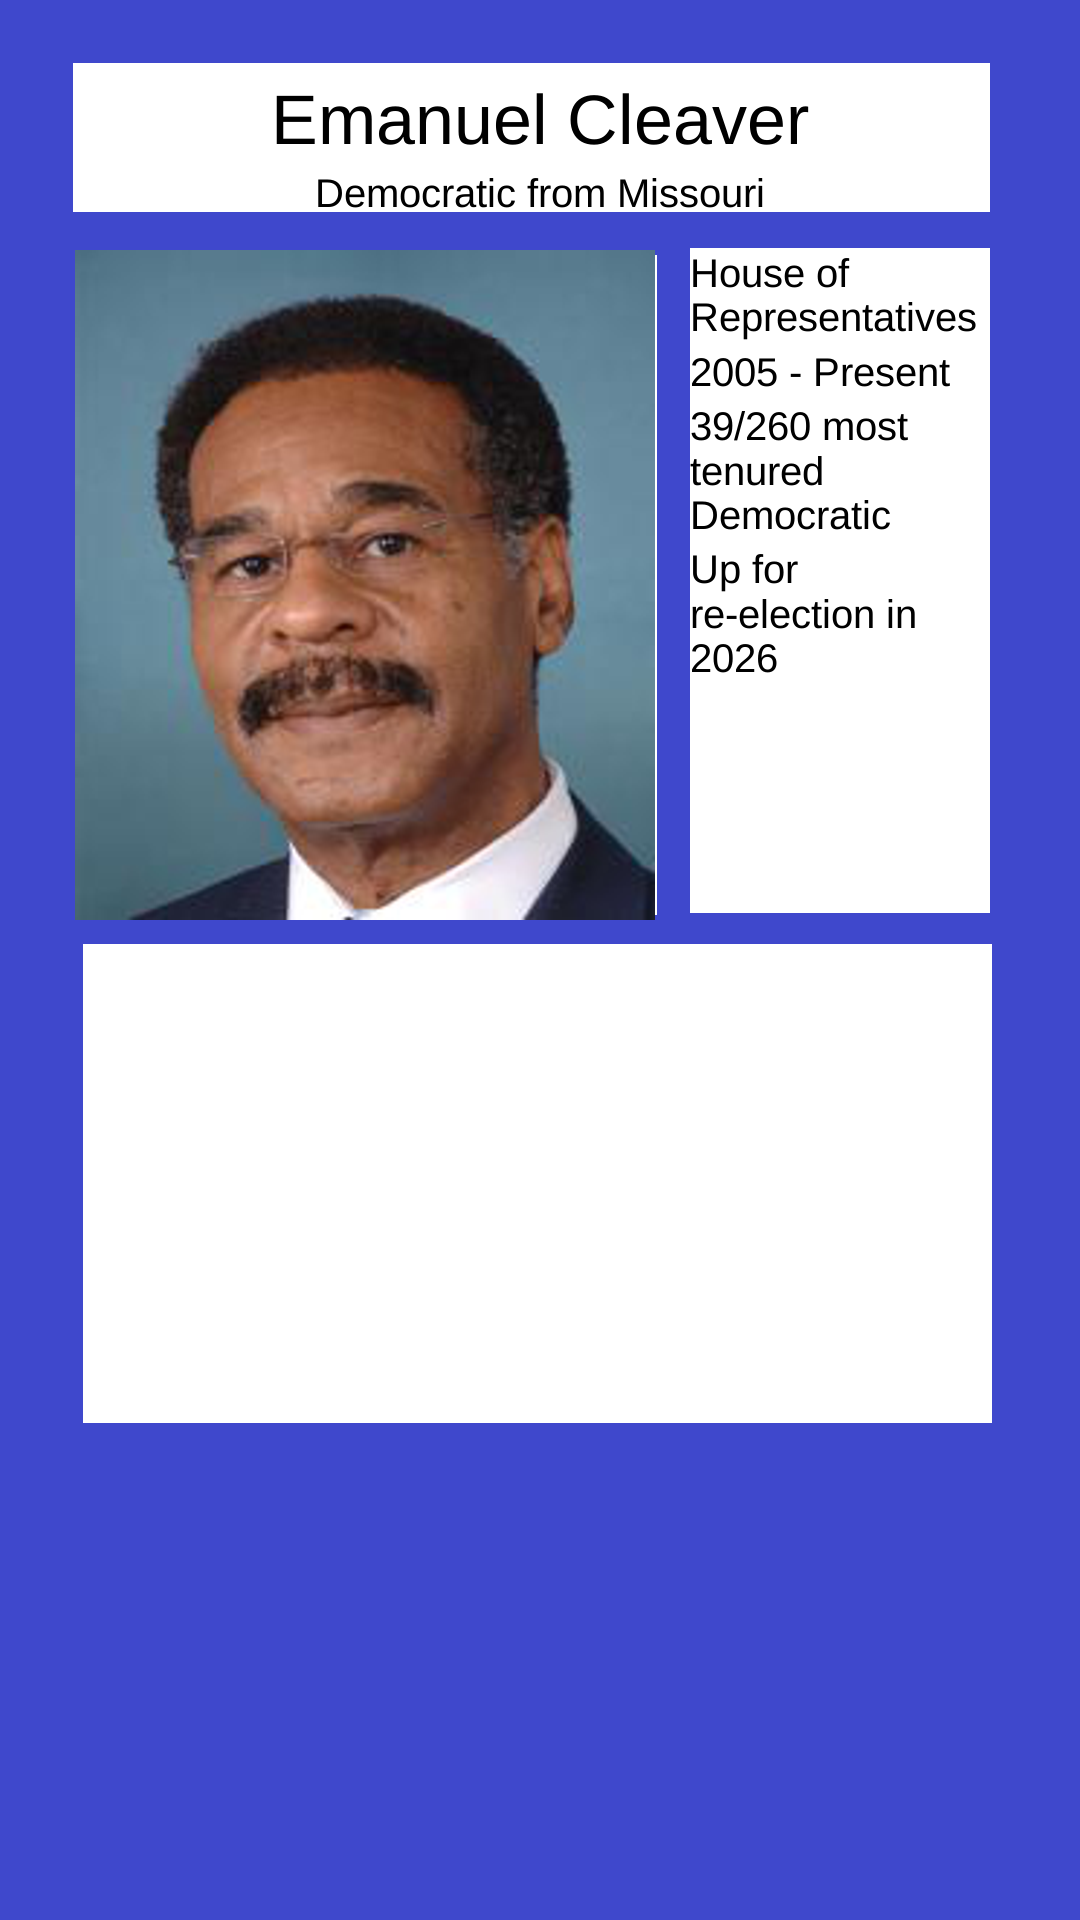 Emanuel Cleaver
Democratic from Missouri
House of
Representatives
2005 - Present
39/260 most
tenured
Democratic
Up for
re-election in
2026